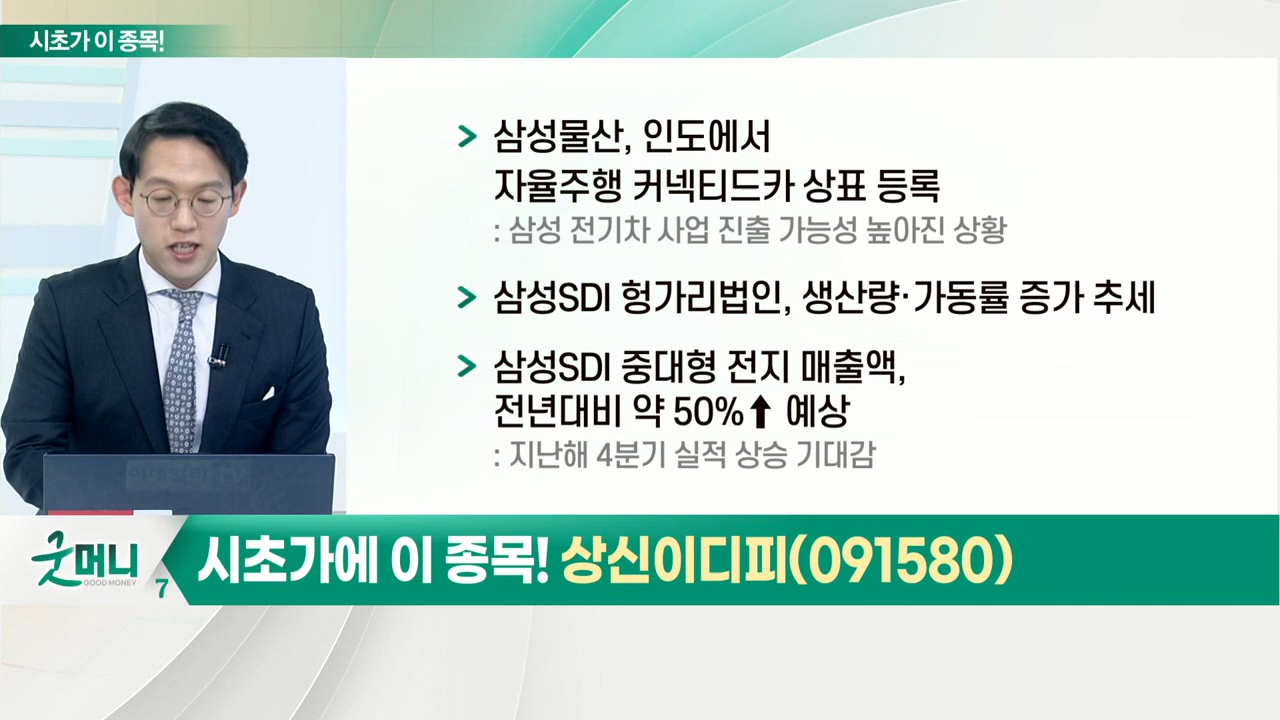 시초가 이 종목!
> 삼성물산, 인도에서
자율주행 커넥티드카 상표 등록
: 삼성 전기차 사업 진출 가능성 높아진 상황
> 삼성SDI 헝가리법인, 생산량·가동률 증가 추세
> 삼성SDI 중대형 전지 매출액,
전년대비 약 50%⬆ 예상
: 지난해 4분기 실적 상승 기대감
굿머니
GOOD MONEY
7
시초가에 이 종목! 상신이디피(091580)